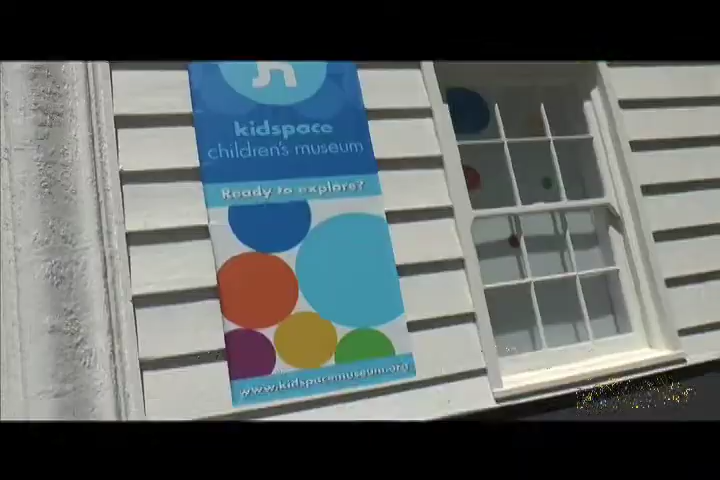 kidspace
children's museum
Ready to explore?
www.kidspacemuseum.org